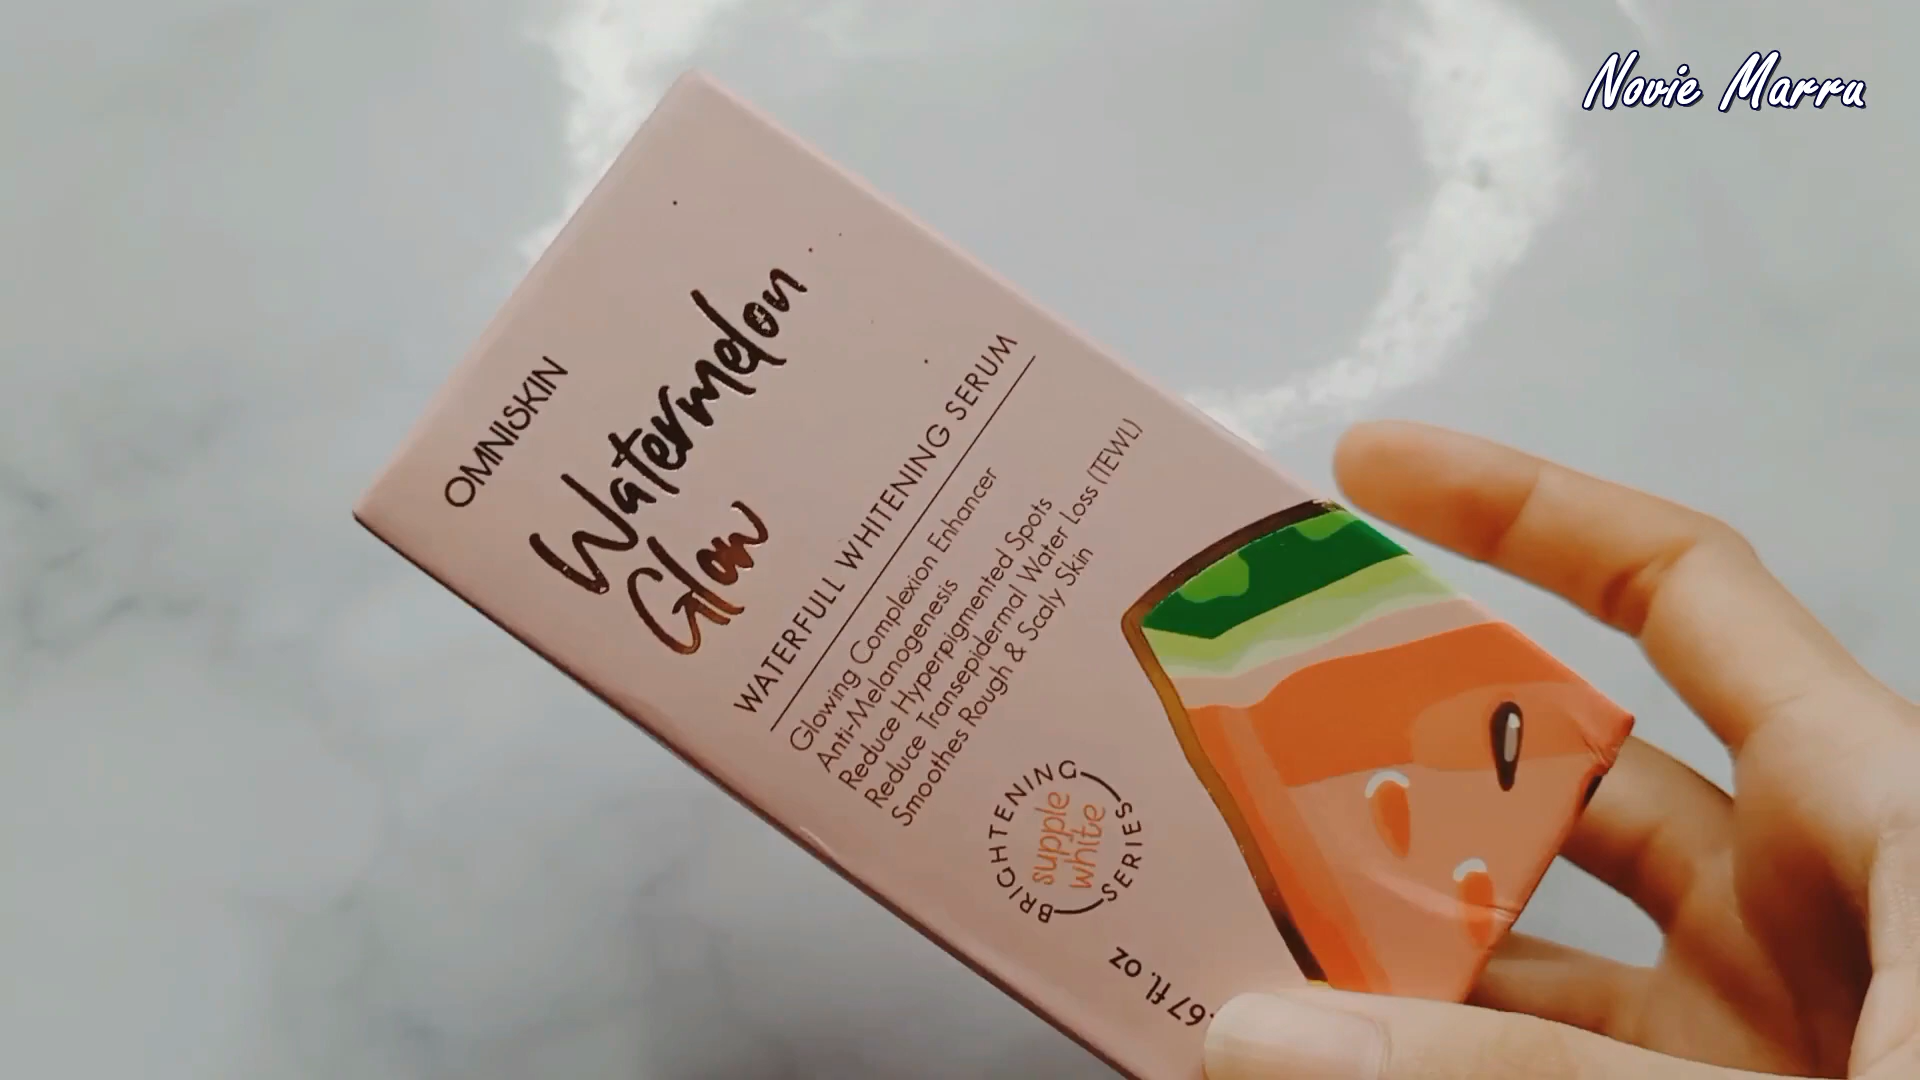 Novie Marru
OMNISKIN
Watermelon
Glow
WATERFULL WHITENING SERUM
Glowing Complexion Enhancer
Anti-Melanogenesis
Reduce Hyperpigmented Spots
Reduce Transepidermal Water Loss (TEWL)
Smoothes Rough & Scaly Skin
BRIGHTENING
supple
white
SERIES
.67 fl. oz